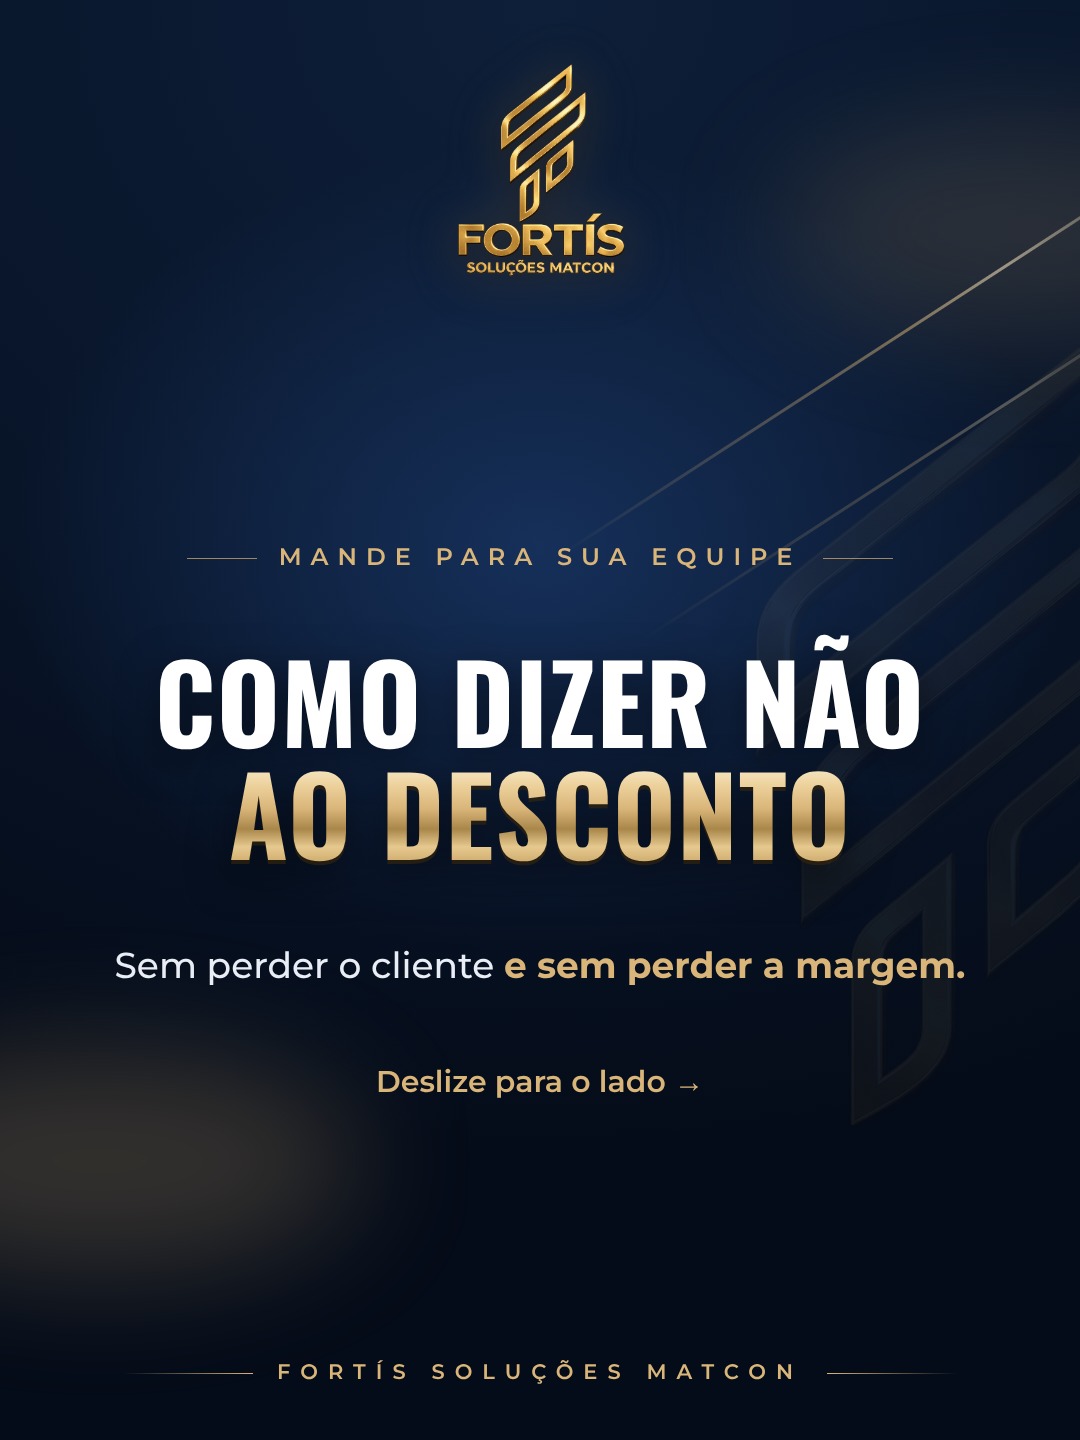 FORTÍS
SOLUÇÕES MATCON
MANDE PARA SUA EQUIPE
COMO DIZER NÃO
AO DESCONTO
Sem perder o cliente e sem perder a margem.
Deslize para o lado →
FORTÍS SOLUÇÕES MATCON